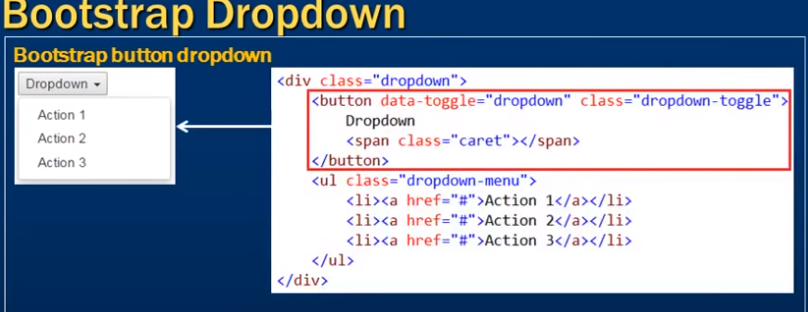 Bootstrap Dropdown
Bootstrap button dropdown
Dropdown
Action 1
Action 2
Action 3
<div class="dropdown">
<button data-toggle="dropdown" class="dropdown-toggle">
Dropdown
<span class="caret"></span>
</button>
<ul class="dropdown-menu">
<li><a href="#">Action 1</a></li>
<li><a href="#">Action 2</a></li>
<li><a href="#">Action 3</a></li>
</ul>
</div>